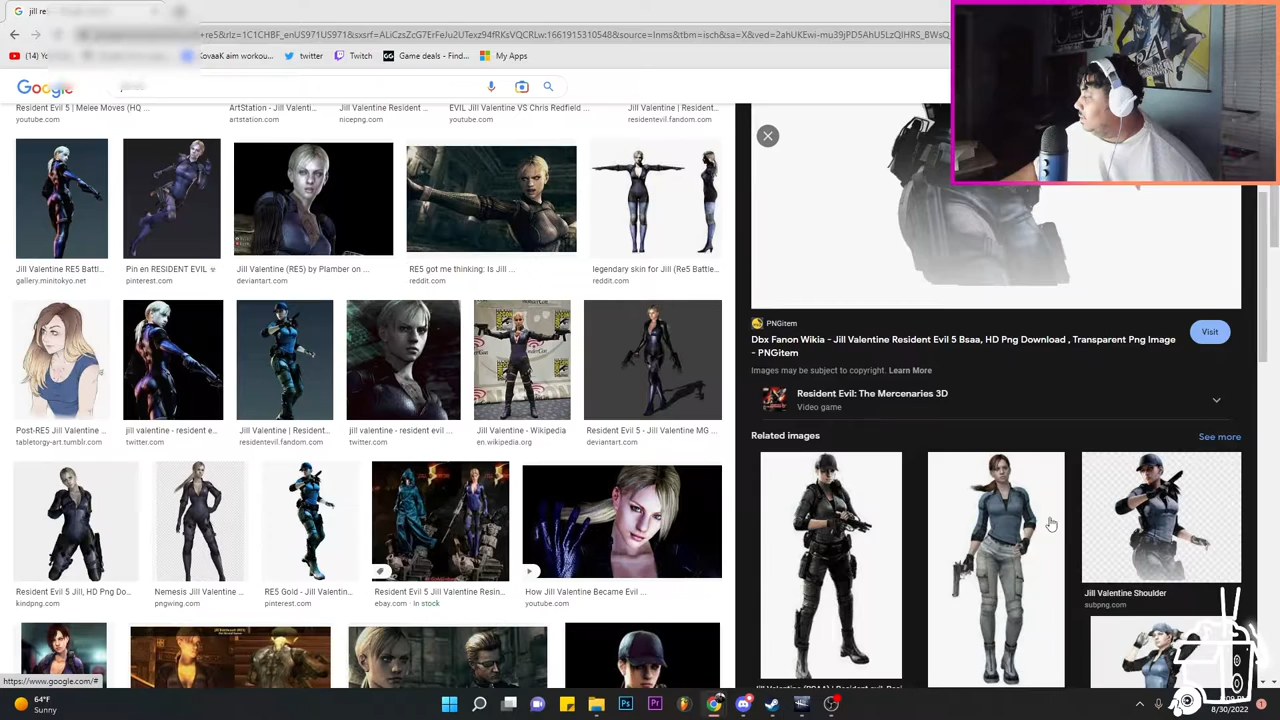 jill re
+re5&rlz=1C1CHBF_enUS971US971&sxsrf=
(14) Yo
KovaaK aim workou...
twitter
Twitch
Game deals - Find...
My Apps
Google
Resident Evil 5 | Melee Moves (HQ ...
youtube.com
ArtStation - Jill Valenti...
artstation.com
Jill Valentine Resident ...
nicepng.com
EVIL Jill Valentine VS Chris Redfield ...
youtube.com
Jill Valentine | Resident...
residentevil.fandom.com
Jill Valentine RE5 Battl...
gallery.minitokyo.net
Pin en RESIDENT EVIL ☣
pinterest.com
Jill Valentine (RE5) by Plamber on ...
deviantart.com
RE5 got me thinking: Is Jill ...
reddit.com
legendary skin for Jill (Re5 Battle...
reddit.com
Post-RE5 Jill Valentine ...
tabletorgy-art.tumblr.com
jill valentine - resident e...
twitter.com
Jill Valentine | Resident...
residentevil.fandom.com
jill valentine - resident evil ...
twitter.com
Jill Valentine - Wikipedia
en.wikipedia.org
Resident Evil 5 - Jill Valentine MG ...
deviantart.com
Resident Evil 5 Jill, HD Png Do...
kindpng.com
Nemesis Jill Valentine ...
pngwing.com
RE5 Gold - Jill Valentin...
pinterest.com
Resident Evil 5 Jill Valentine Resin...
ebay.com · In stock
How Jill Valentine Became Evil ...
youtube.com
PNGitem
Visit
Dbx Fanon Wikia - Jill Valentine Resident Evil 5 Bsaa, HD Png Download , Transparent Png Image
- PNGitem
Images may be subject to copyright. Learn More
Resident Evil: The Mercenaries 3D
Video game
Related images
See more
Jill Valentine Shoulder
subpng.com
https://www.google.com/#
64°F
Sunny
Ps
Pr
8/30/2022